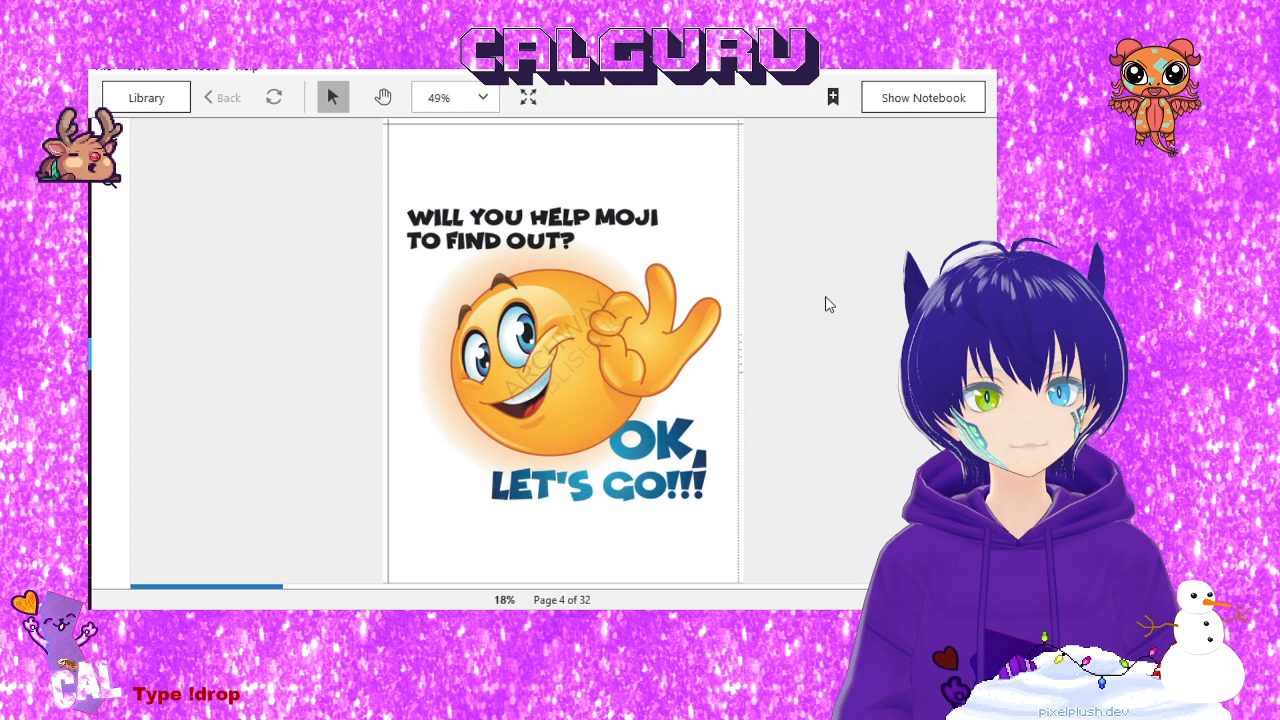 CALGURU
Library
Back
49%
Show Notebook
WILL YOU HELP MOJI
TO FIND OUT?
OK,
LET'S GO!!!
18%
Page 4 of 32
CAL
Type !drop
pixelplush.dev